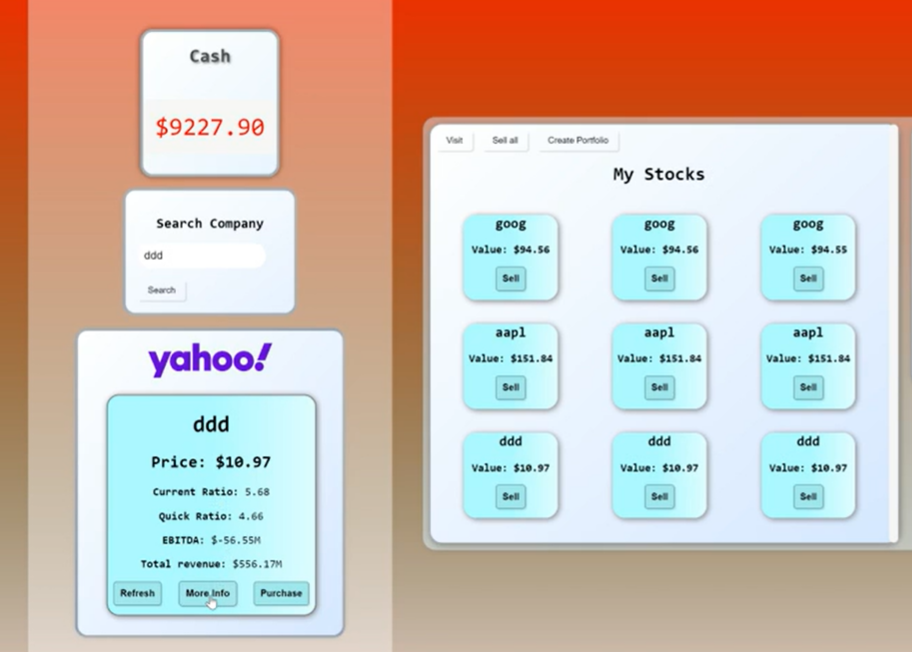 Cash
$9227.90
Search Company
ddd
Search
yahoo!
ddd
Price: $10.97
Current Ratio: 5.68
Quick Ratio: 4.66
EBITDA: $-56.55M
Total revenue: $556.17M
Refresh More Info Purchase
Visit Sell all Create Portfolio
My Stocks
goog goog goog
Value: $94.56 Value: $94.56 Value: $94.55
Sell Sell Sell
aapl aapl aapl
Value: $151.84 Value: $151.84 Value: $151.84
Sell Sell Sell
ddd ddd ddd
Value: $10.97 Value: $10.97 Value: $10.97
Sell Sell Sell